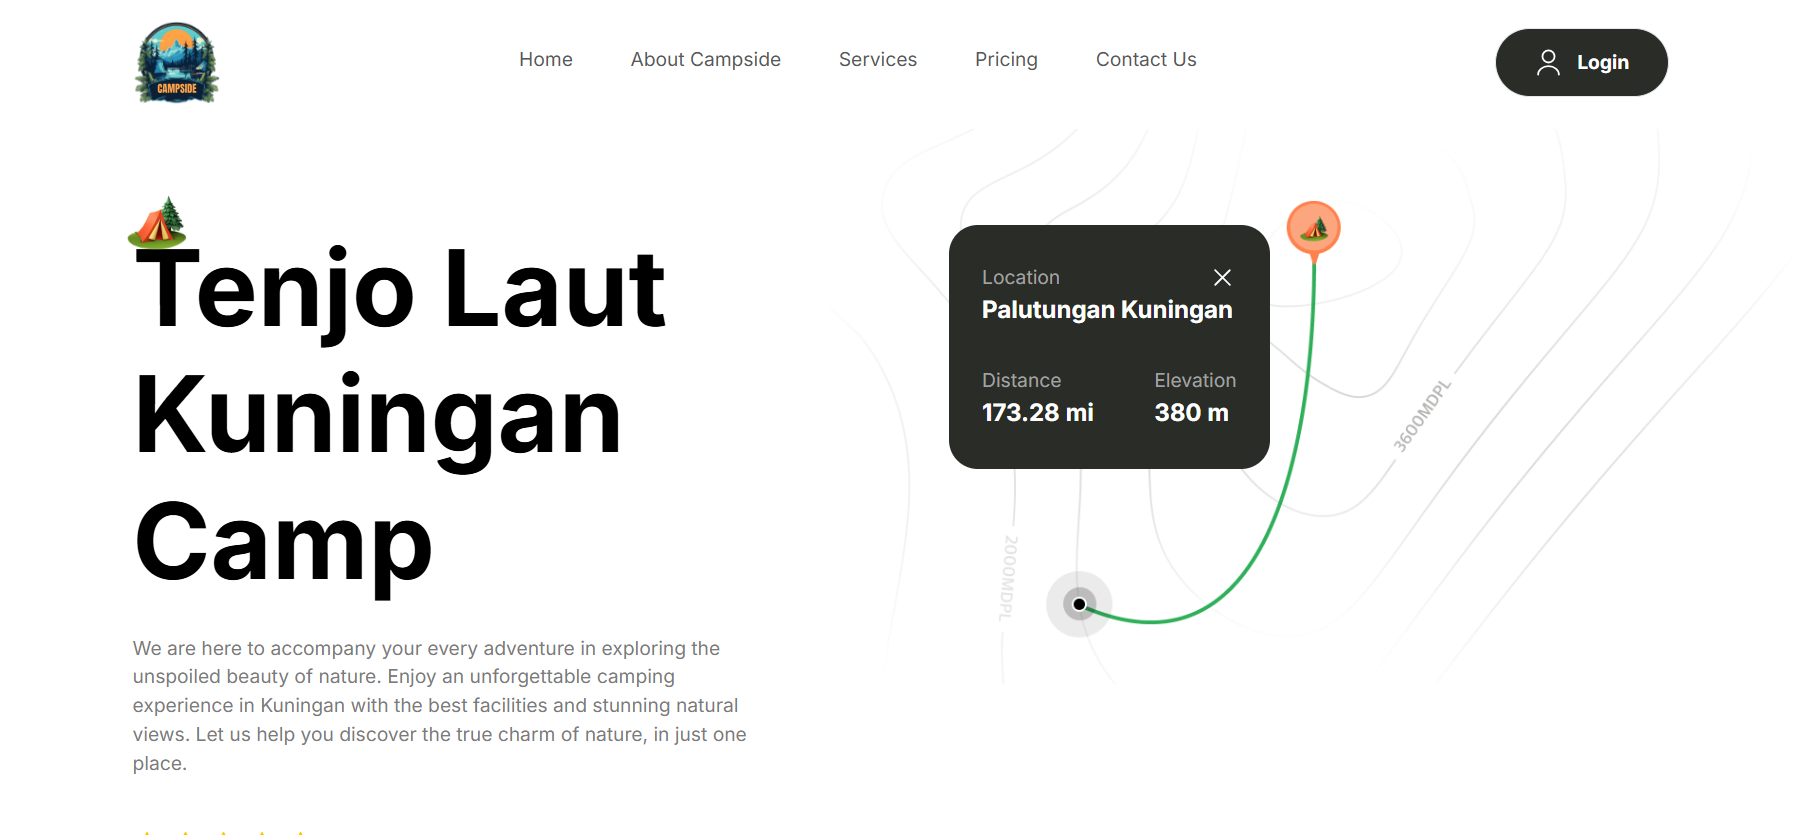 CAMPSIDE
Home
About Campside
Services
Pricing
Contact Us
Login
Tenjo Laut
Kuningan
Camp
We are here to accompany your every adventure in exploring the
unspoiled beauty of nature. Enjoy an unforgettable camping
experience in Kuningan with the best facilities and stunning natural
views. Let us help you discover the true charm of nature, in just one
place.
Location
Palutungan Kuningan
Distance
Elevation
173.28 mi
380 m
3600MDPL
2000MDPL